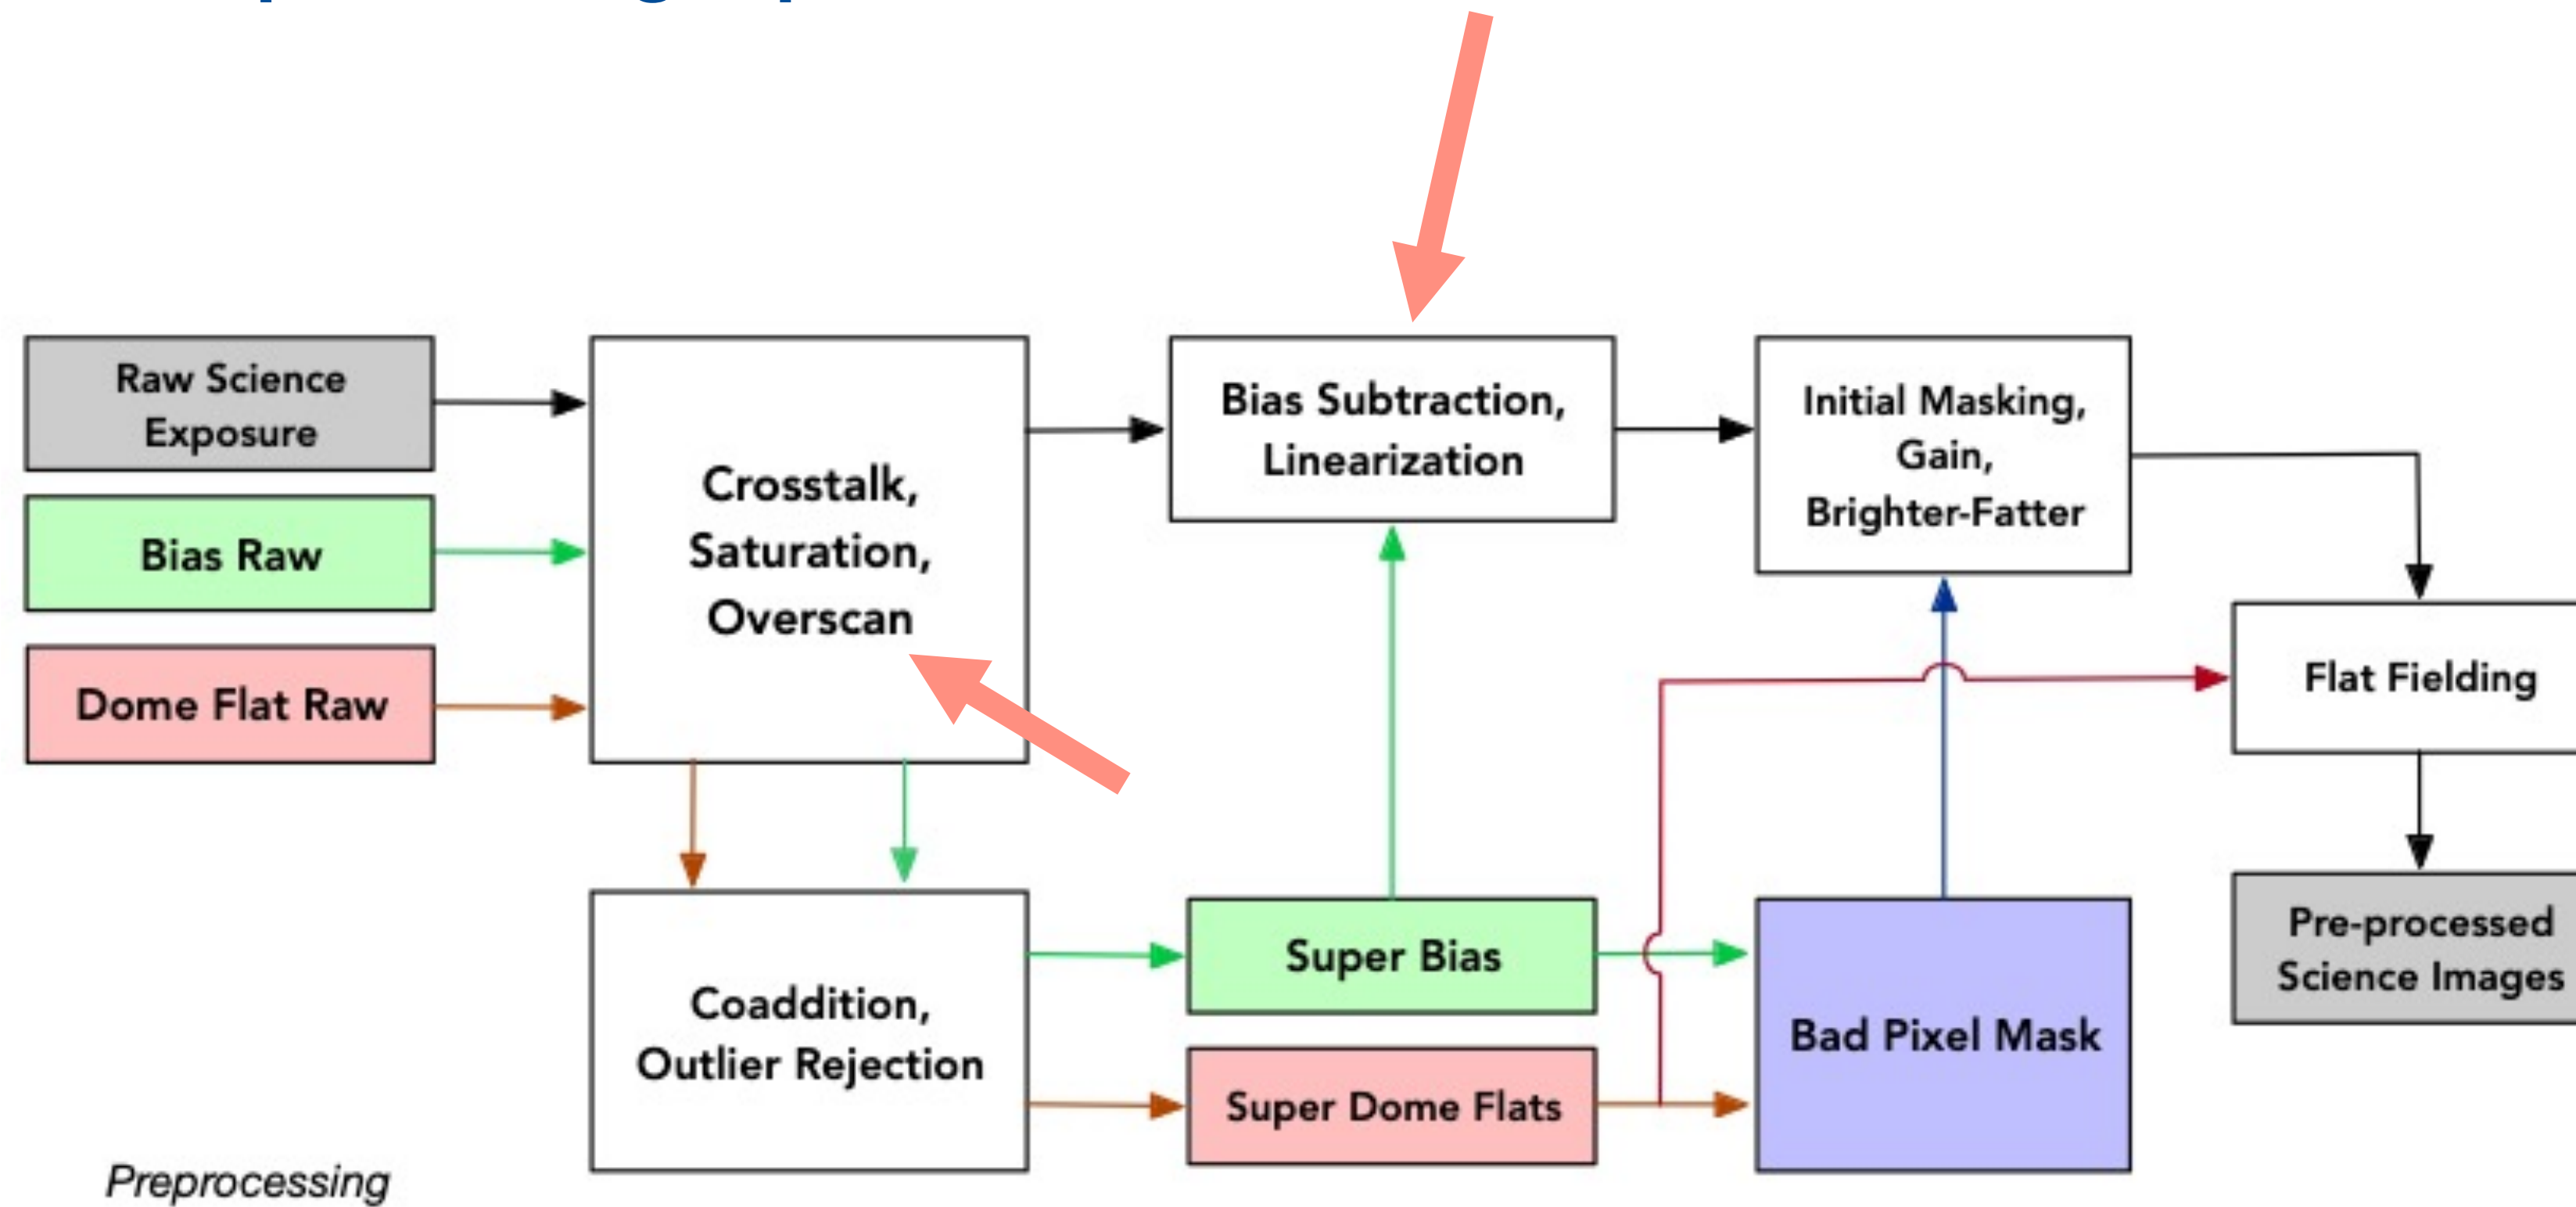 Raw Science
Exposure
Bias Raw
Dome Flat Raw
Crosstalk,
Saturation,
Overscan
Bias Subtraction,
Linearization
Initial Masking,
Gain,
Brighter-Fatter
Flat Fielding
Pre-processed
Science Images
Coaddition,
Outlier Rejection
Super Bias
Super Dome Flats
Bad Pixel Mask
Preprocessing